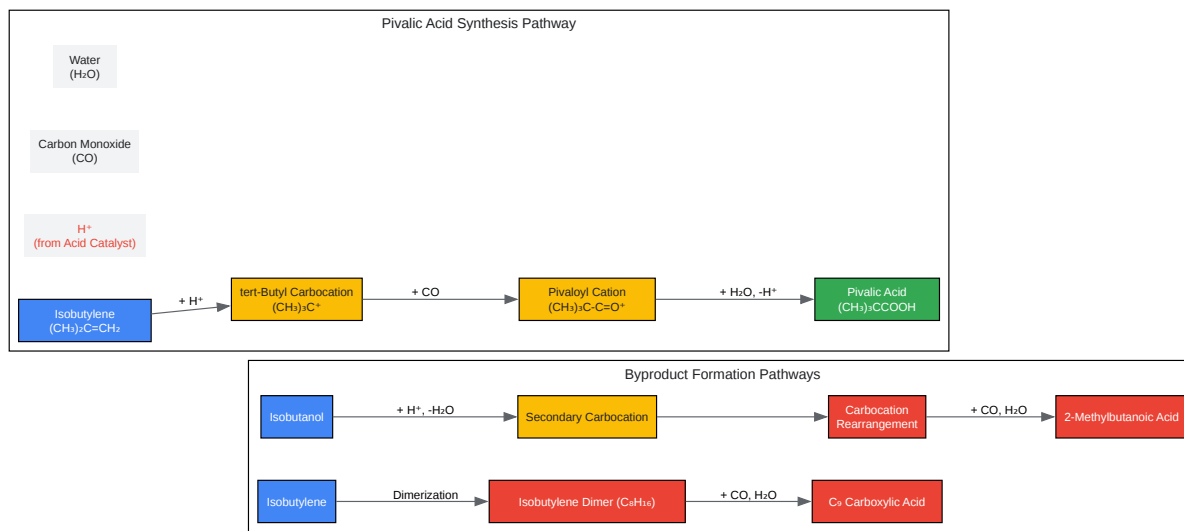 Pivalic Acid Synthesis Pathway
Water
(H₂O)
Carbon Monoxide
(CO)
H⁺
(from Acid Catalyst)
Isobutylene
(CH₃)₂C=CH₂
+ H⁺
tert-Butyl Carbocation
(CH₃)₃C⁺
+ CO
Pivaloyl Cation
(CH₃)₃C-C=O⁺
+ H₂O, -H⁺
Pivalic Acid
(CH₃)₃CCOOH
Byproduct Formation Pathways
Isobutanol
+ H⁺, -H₂O
Secondary Carbocation
Carbocation
Rearrangement
+ CO, H₂O
2-Methylbutanoic Acid
Isobutylene
Dimerization
Isobutylene Dimer (C₈H₁₆)
+ CO, H₂O
C₉ Carboxylic Acid